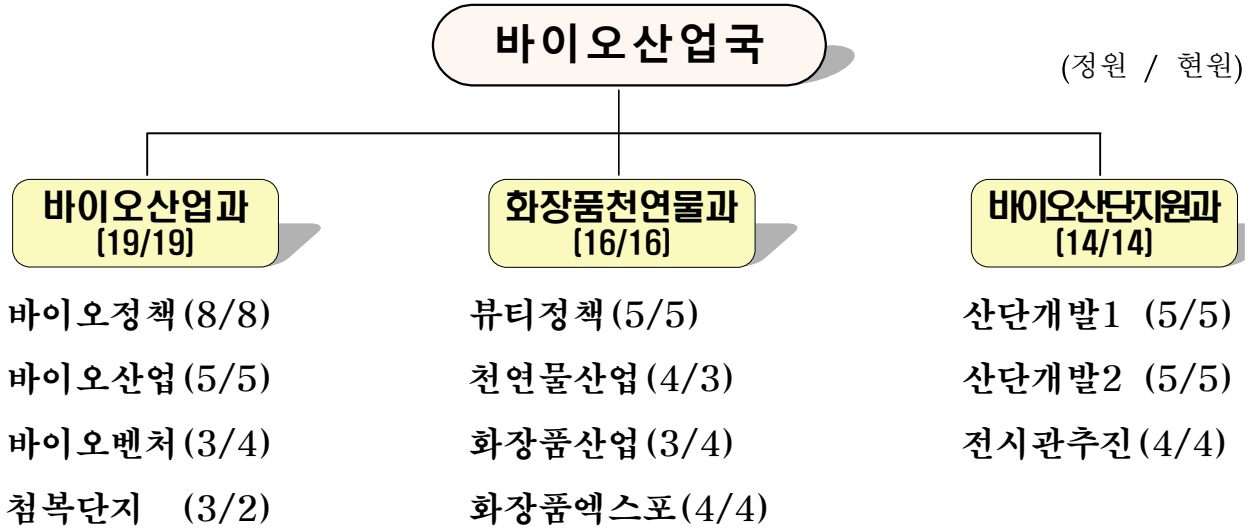 바이오산업국
(정원 / 현원)
바이오산업과
(19/19)
바이오정책(8/8)
바이오산업(5/5)
바이오벤처(3/4)
첨복단지 (3/2)
화장품천연물과
(16/16)
뷰티정책(5/5)
천연물산업(4/3)
화장품산업(3/4)
화장품엑스포(4/4)
바이오산단지원과
(14/14)
산단개발1 (5/5)
산단개발2 (5/5)
전시관추진(4/4)